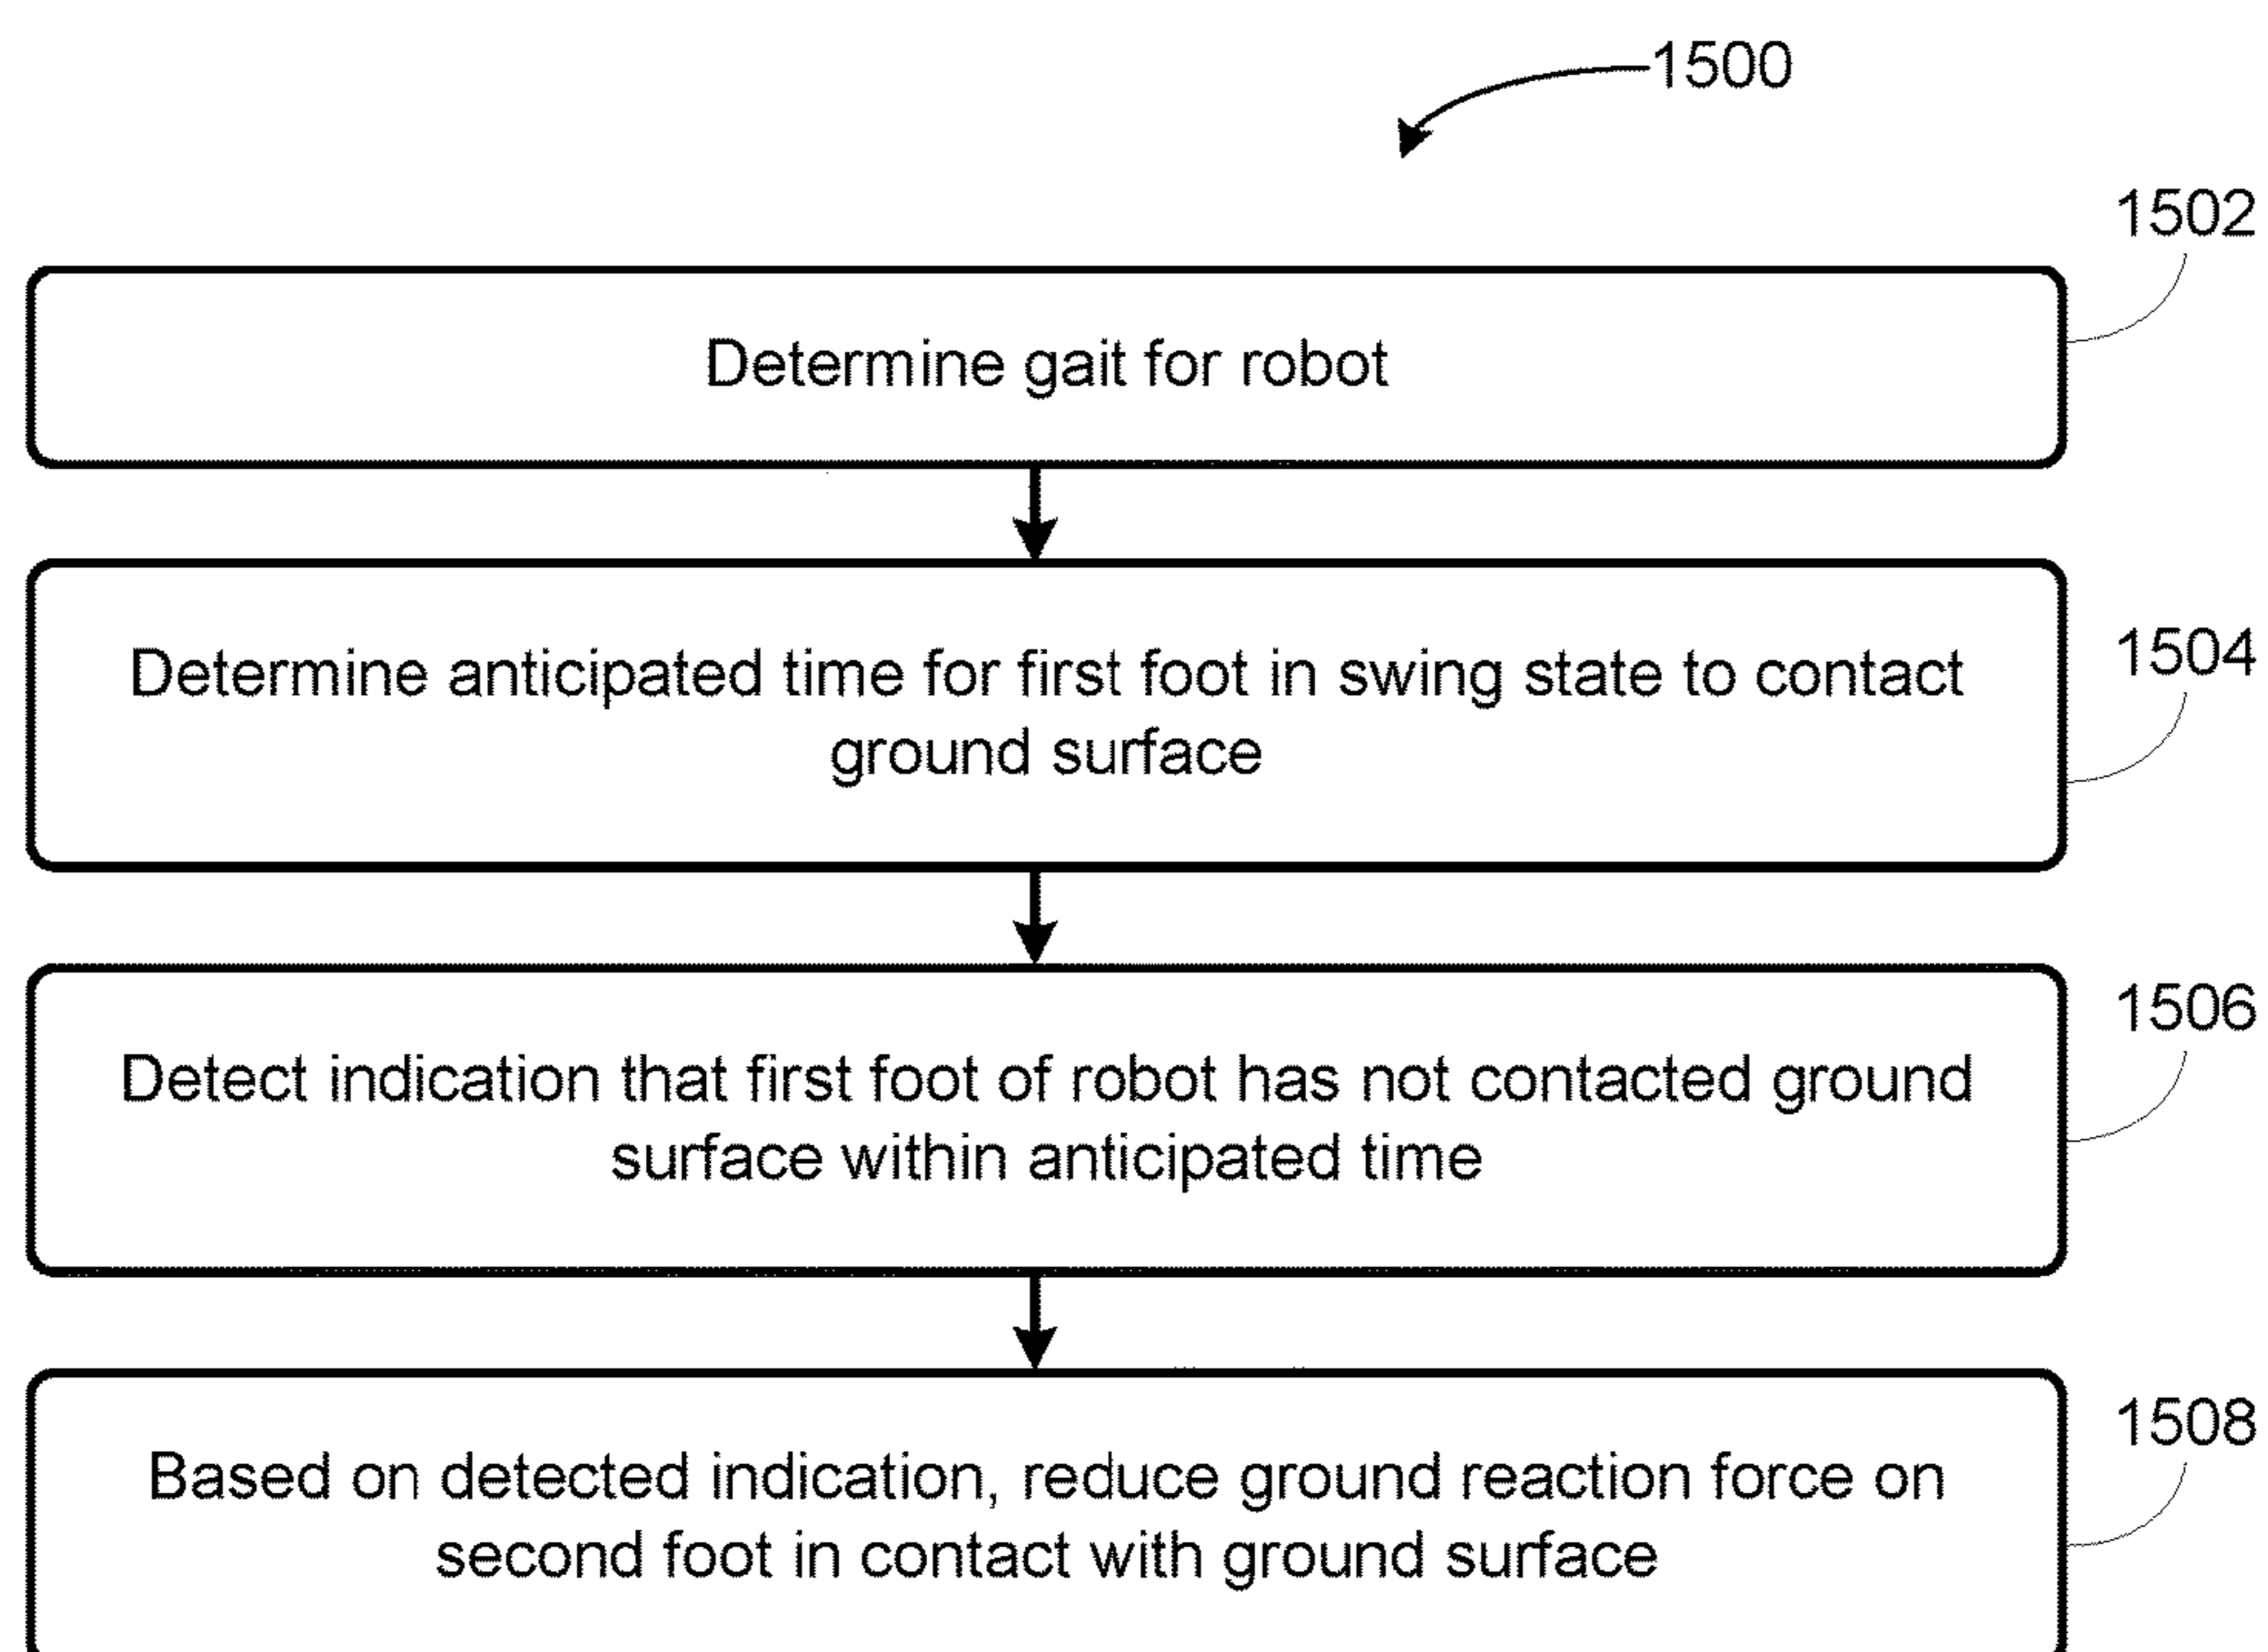 1500
1502
Determine gait for robot
1504
Determine anticipated time for first foot in swing state to contact
ground surface
1506
Detect indication that first foot of robot has not contacted ground
surface within anticipated time
1508
Based on detected indication, reduce ground reaction force on
second foot in contact with ground surface